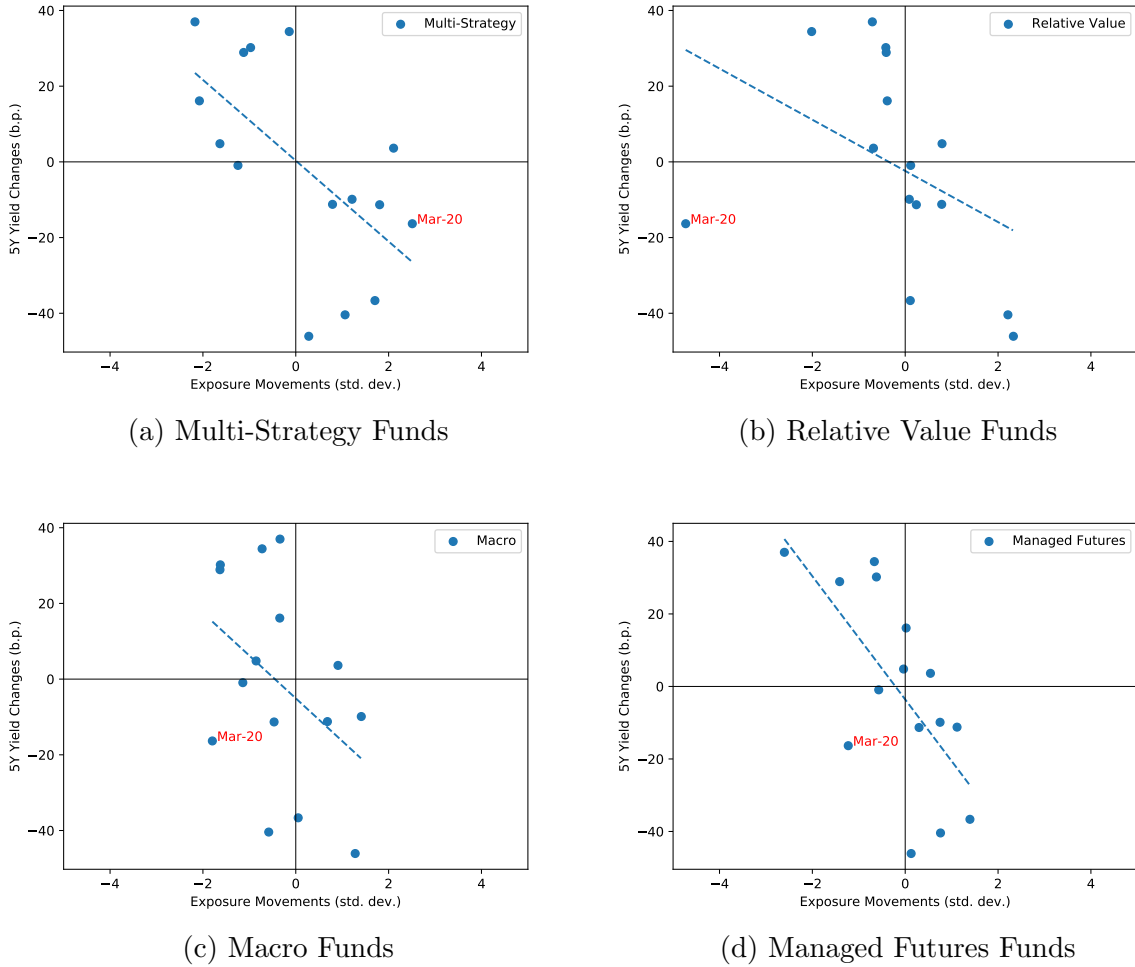 40
20
0
−20
−40
5Y Yield Changes (b.p.)
Multi-Strategy
Mar-20
−4 −2 0 2 4
Exposure Movements (std. dev.)
(a) Multi-Strategy Funds
40
20
0
−20
−40
5Y Yield Changes (b.p.)
Relative Value
Mar-20
−4 −2 0 2 4
Exposure Movements (std. dev.)
(b) Relative Value Funds
40
20
0
−20
−40
5Y Yield Changes (b.p.)
Macro
Mar-20
−4 −2 0 2 4
Exposure Movements (std. dev.)
(c) Macro Funds
40
20
0
−20
−40
5Y Yield Changes (b.p.)
Managed Futures
Mar-20
−4 −2 0 2 4
Exposure Movements (std. dev.)
(d) Managed Futures Funds